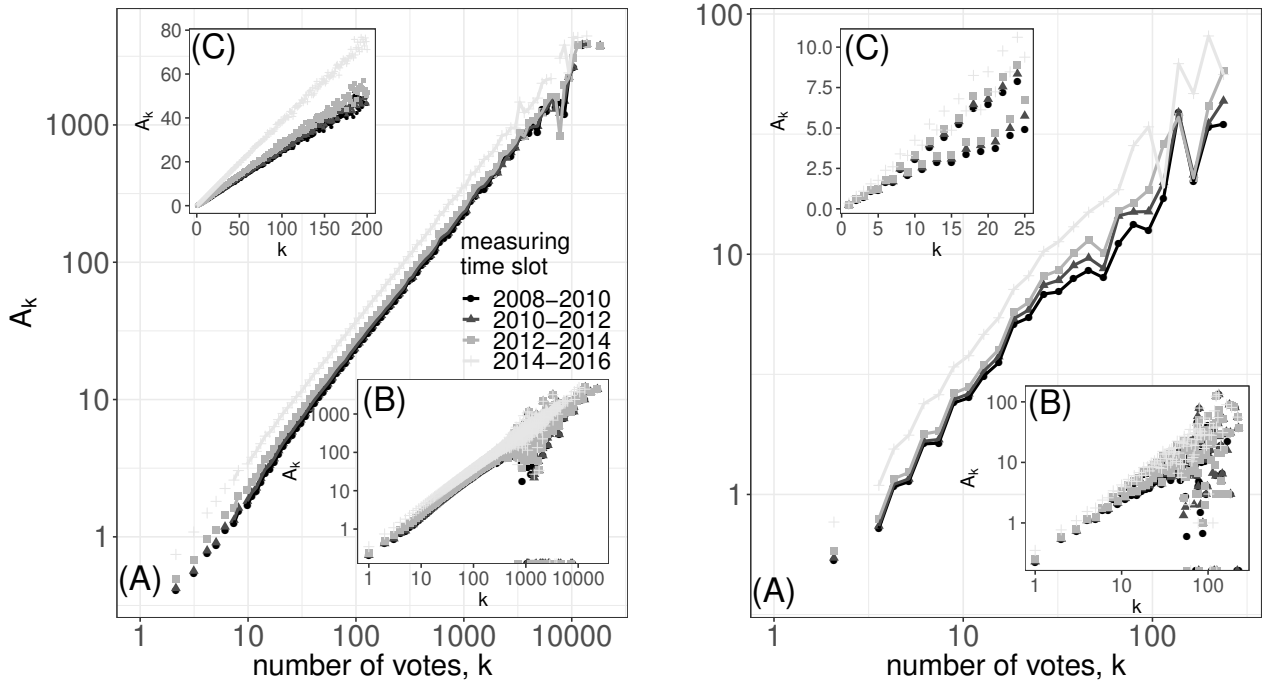 80
60
40
20
0
A_k
(C)
0 50 100 150 200
k
1000
100
10
1
A_k
measuring
time slot
2008−2010
2010−2012
2012−2014
2014−2016
(B)
1000
100
10
1
A_k
1 10 100 1000 10000
k
(A)
1 10 100 1000 10000
number of votes, k
100
10
1
(C)
10.0
7.5
5.0
2.5
0.0
A_k
0 5 10 15 20 25
k
(B)
100
10
1
A_k
1 10 100
k
(A)
1 10 100
number of votes, k